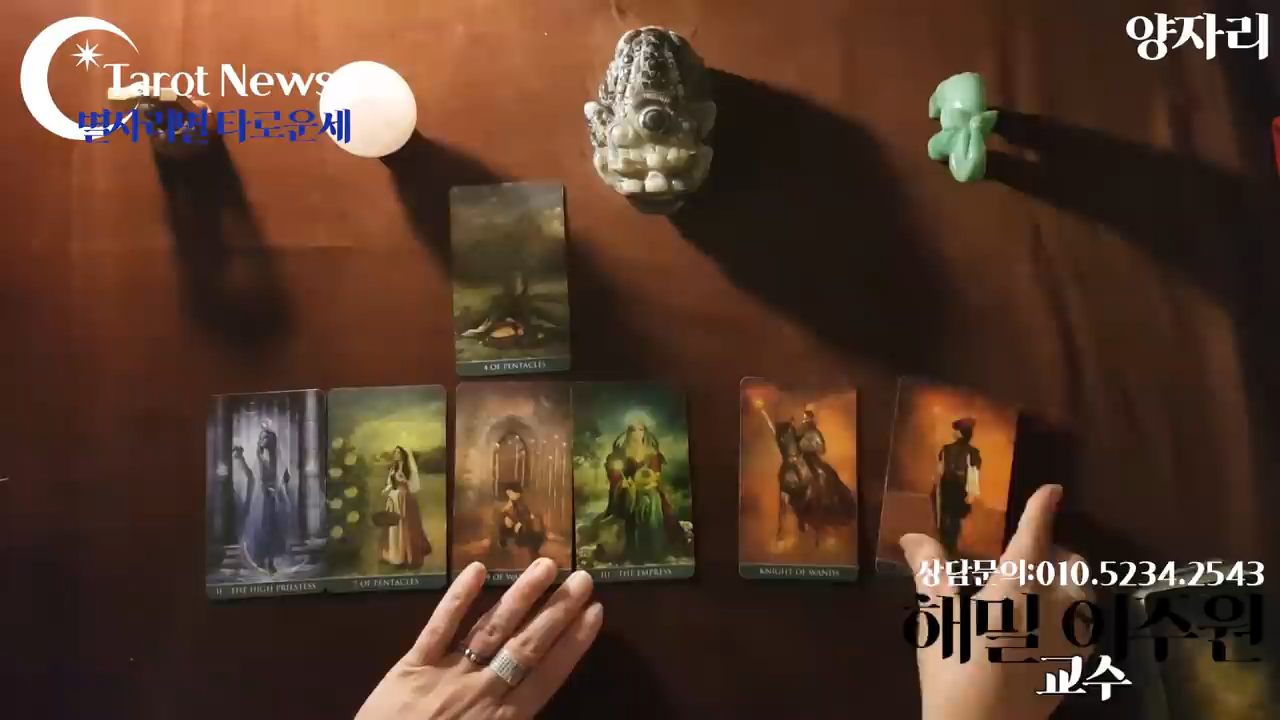 양자리
Tarot News
별자리별 타로운세
4 OF PENTACLES
II THE HIGH PRIESTESS
7 OF PENTACLES
III THE EMPRESS
KNIGHT OF WANDS
상담문의:010.5234.2543
해밀 이주원
교수